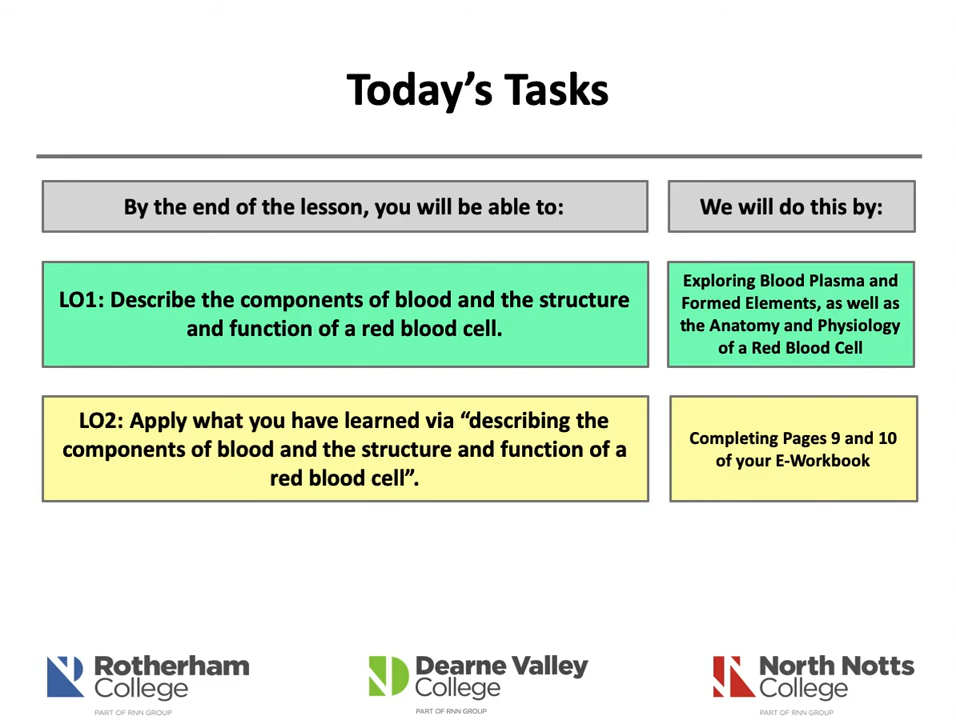 Today's Tasks
By the end of the lesson, you will be able to:
We will do this by:
LO1: Describe the components of blood and the structure
and function of a red blood cell.
Exploring Blood Plasma and
Formed Elements, as well as
the Anatomy and Physiology
of a Red Blood Cell
LO2: Apply what you have learned via “describing the
components of blood and the structure and function of a
red blood cell”.
Completing Pages 9 and 10
of your E-Workbook
Rotherham
College
PART OF RNN GROUP
Dearne Valley
College
PART OF RNN GROUP
North Notts
College
PART OF RNN GROUP